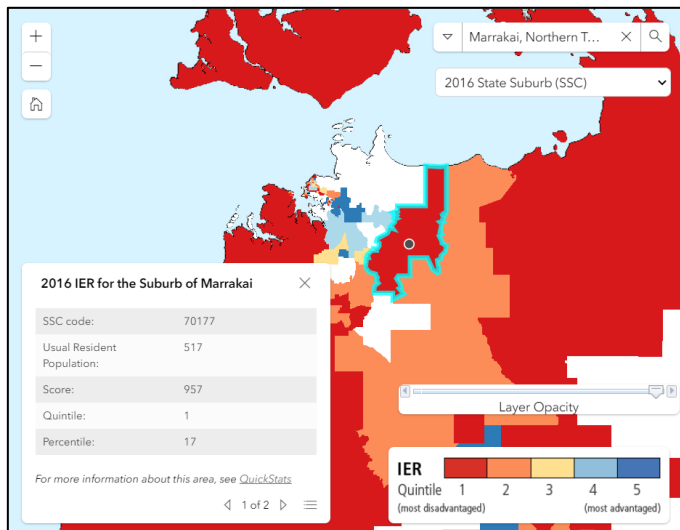 Marrakai, Northern T...
2016 State Suburb (SSC)
2016 IER for the Suburb of Marrakai
SSC code: 70177
Usual Resident
Population: 517
Score: 957
Quintile: 1
Percentile: 17
For more information about this area, see QuickStats
1 of 2
Layer Opacity
IER
Quintile 1 2 3 4 5
(most disadvantaged) (most advantaged)